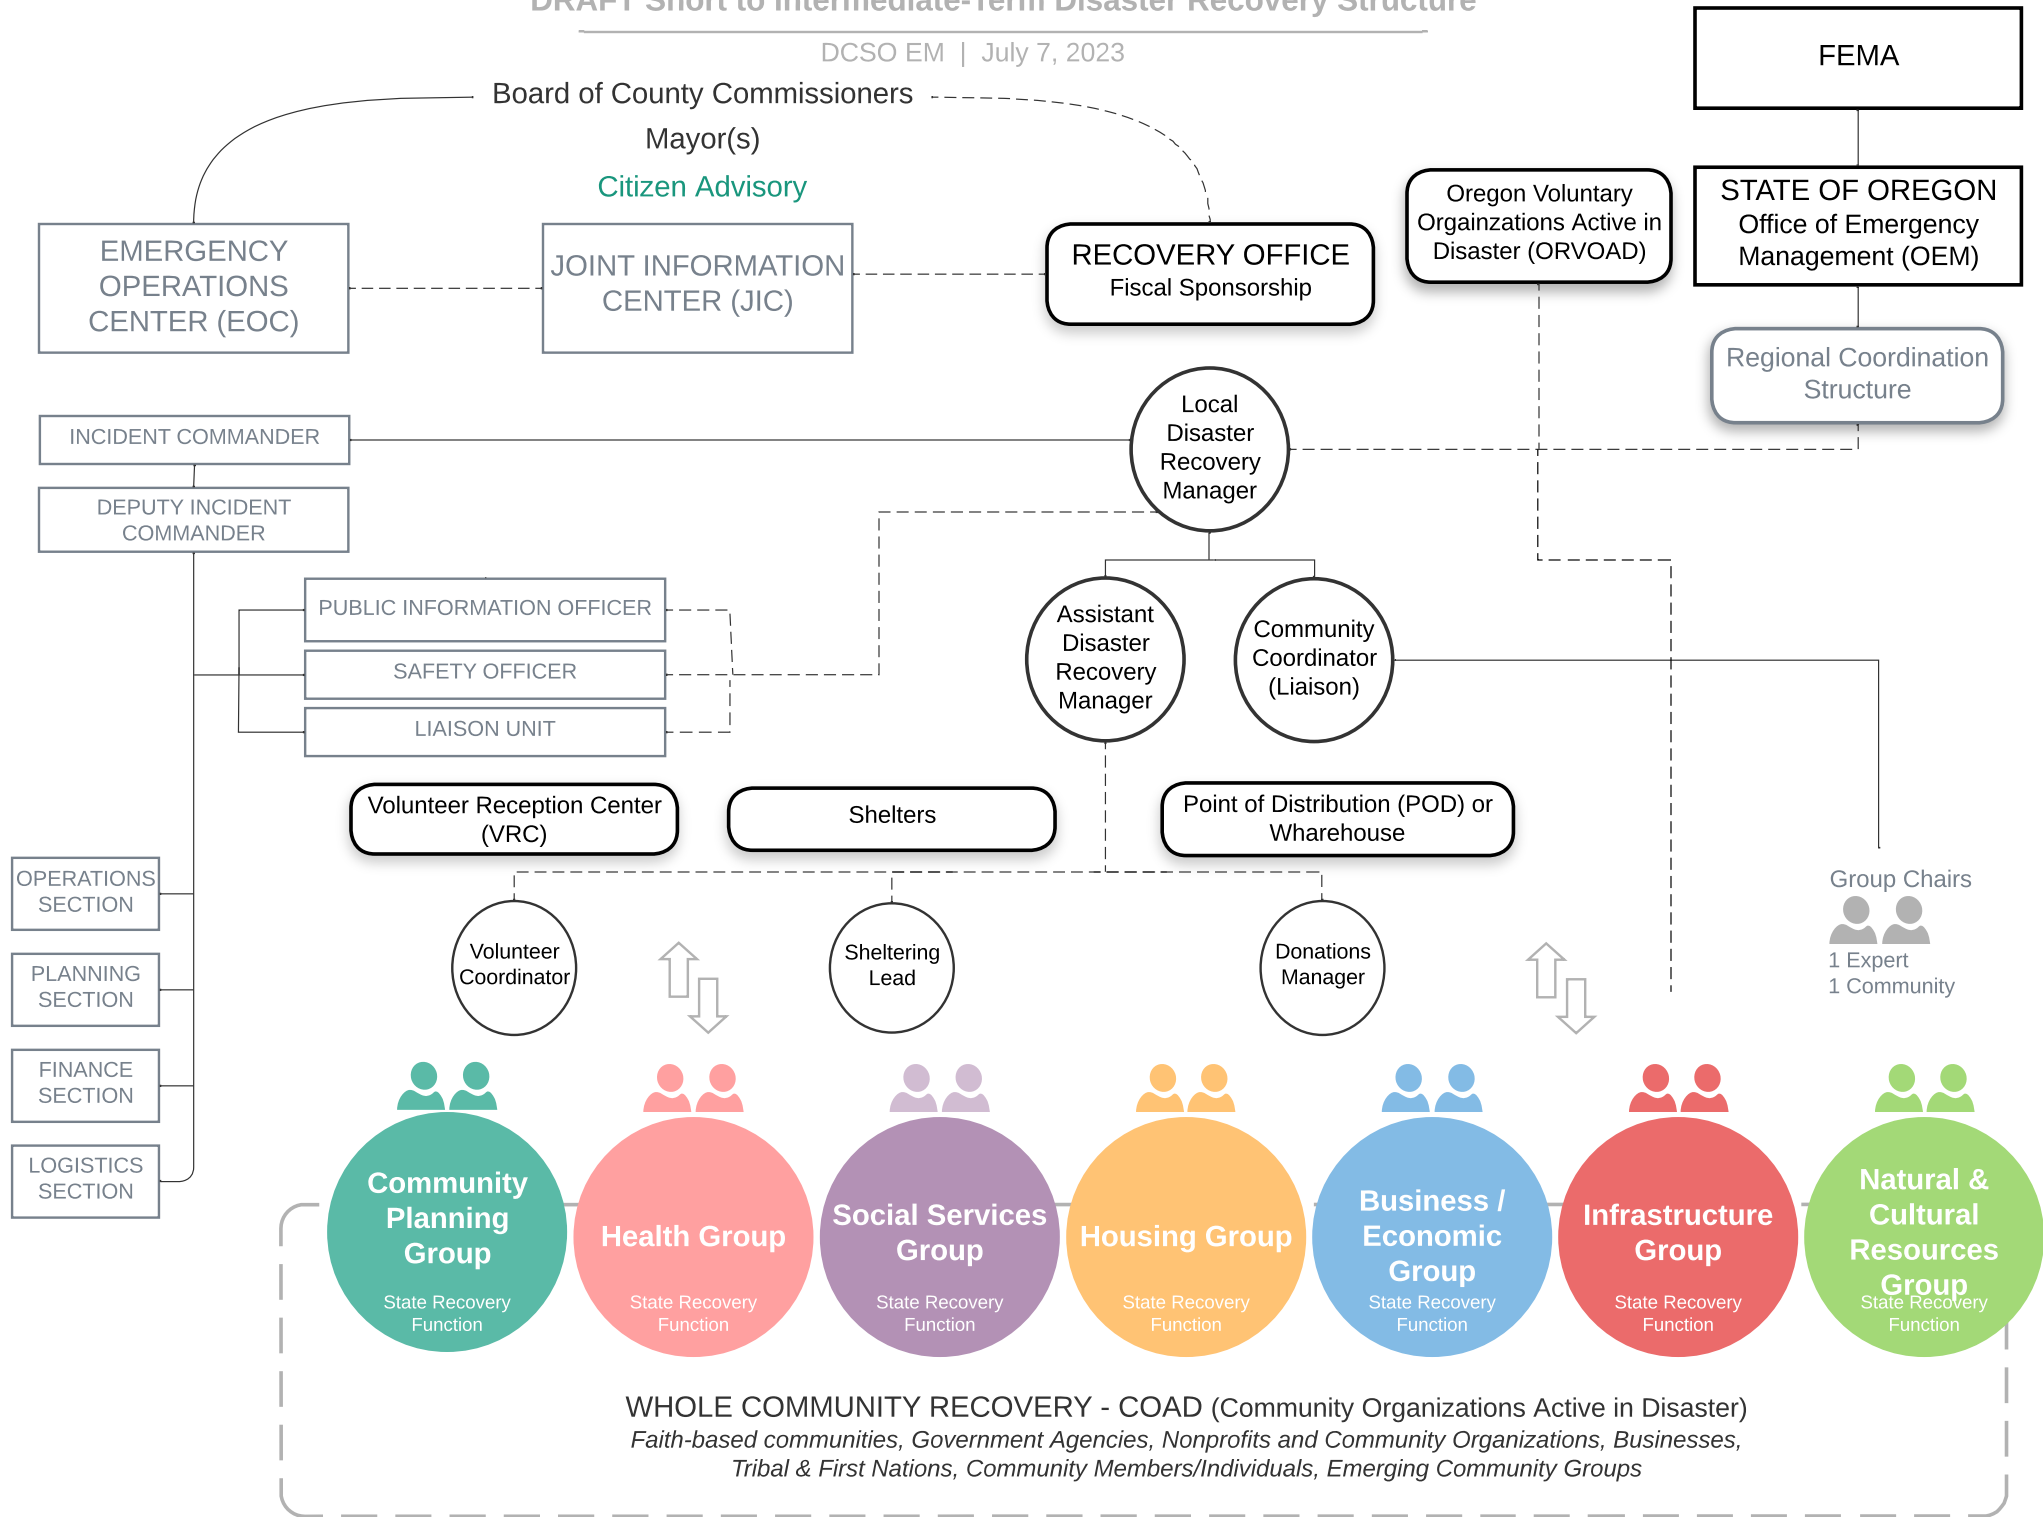 DRAFT Short to Intermediate-Term Disaster Recovery Structure
DCSO EM | July 7, 2023
Board of County Commissioners
Mayor(s)
Citizen Advisory
FEMA
STATE OF OREGON
Office of Emergency
Management (OEM)
Oregon Voluntary
Orgainzations Active in
Disaster (ORVOAD)
EMERGENCY
OPERATIONS
CENTER (EOC)
JOINT INFORMATION
CENTER (JIC)
RECOVERY OFFICE
Fiscal Sponsorship
Regional Coordination
Structure
INCIDENT COMMANDER
Local
Disaster
Recovery
Manager
DEPUTY INCIDENT
COMMANDER
PUBLIC INFORMATION OFFICER
SAFETY OFFICER
LIAISON UNIT
Assistant
Disaster
Recovery
Manager
Community
Coordinator
(Liaison)
Volunteer Reception Center
(VRC)
Shelters
Point of Distribution (POD) or
Wharehouse
OPERATIONS
SECTION
PLANNING
SECTION
FINANCE
SECTION
LOGISTICS
SECTION
Volunteer
Coordinator
Sheltering
Lead
Donations
Manager
Group Chairs
1 Expert
1 Community
Community
Planning
Group
State Recovery
Function
Health Group
State Recovery
Function
Social Services
Group
State Recovery
Function
Housing Group
State Recovery
Function
Business /
Economic
Group
State Recovery
Function
Infrastructure
Group
State Recovery
Function
Natural &
Cultural
Resources
Group
State Recovery
Function
WHOLE COMMUNITY RECOVERY - COAD (Community Organizations Active in Disaster)
Faith-based communities, Government Agencies, Nonprofits and Community Organizations, Businesses,
Tribal & First Nations, Community Members/Individuals, Emerging Community Groups